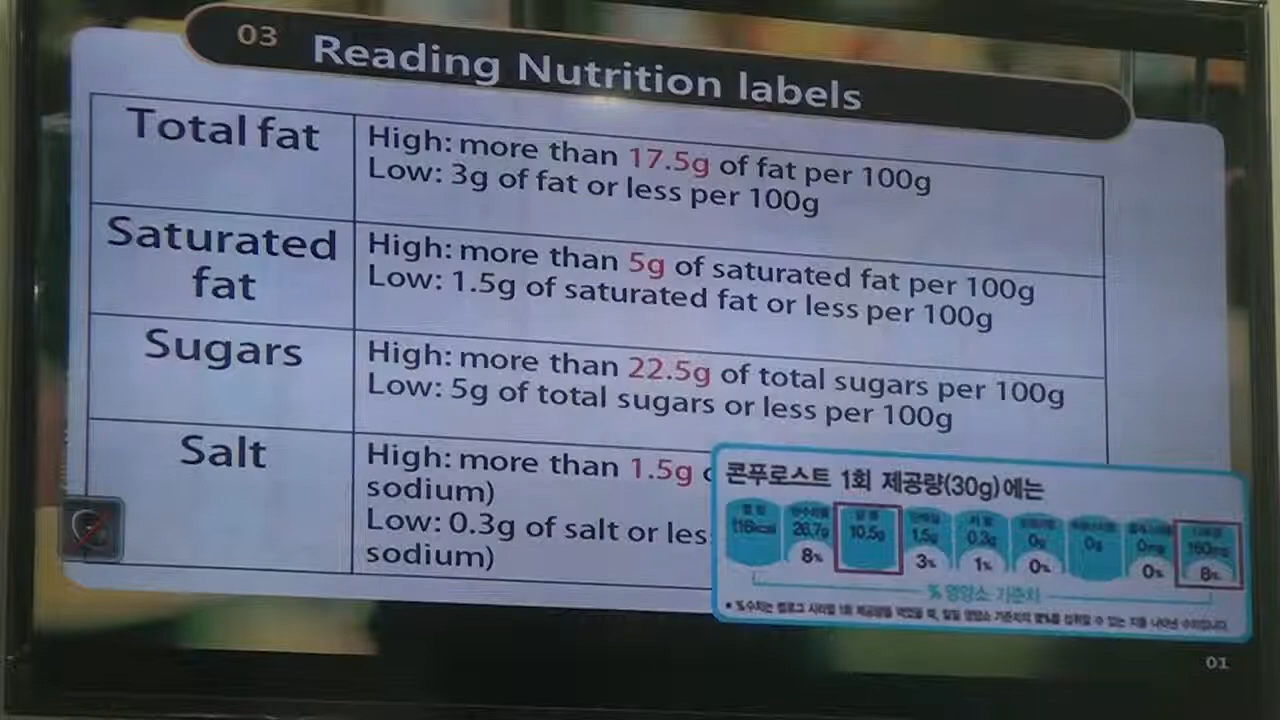 03 Reading Nutrition labels
Total fat
High: more than 17.5g of fat per 100g
Low: 3g of fat or less per 100g
Saturated
fat
High: more than 5g of saturated fat per 100g
Low: 1.5g of saturated fat or less per 100g
Sugars
High: more than 22.5g of total sugars per 100g
Low: 5g of total sugars or less per 100g
Salt
High: more than 1.5g
sodium)
Low: 0.3g of salt or les
sodium)
콘푸로스트 1회 제공량(30g)에는
116kcal 26.7g 10.5g 1.5g 0.3g 0g 0g 0mg 160mg
8% 3% 1% 0% 0% 8%
% 영양소 기준치
01